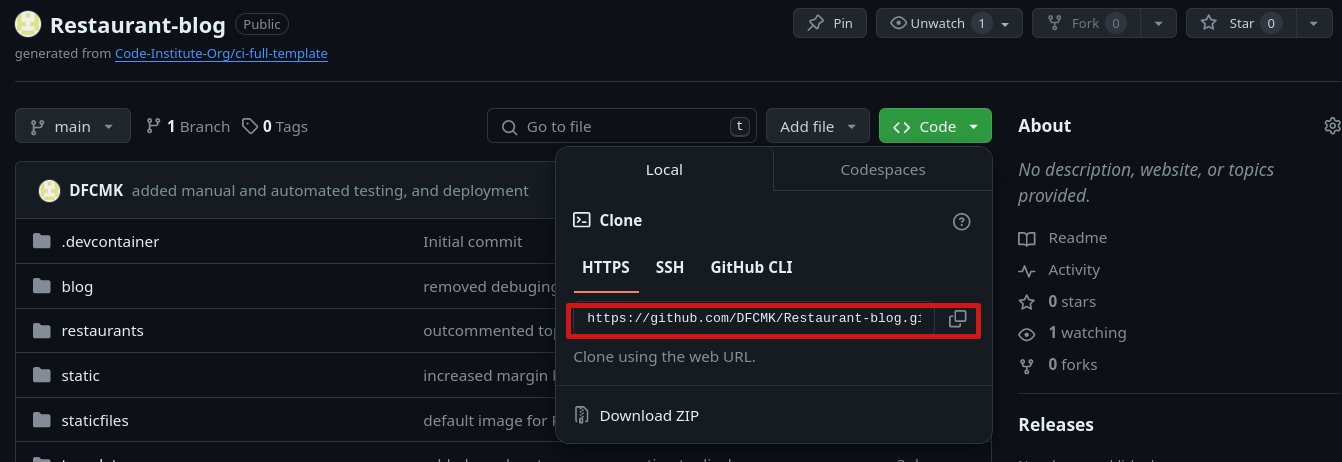 Restaurant-blog Public Pin Unwatch 1 Fork 0 Star 0
generated from Code-Institute-Org/ci-full-template
main 1 Branch 0 Tags Go to file t Add file Code
DFCMK added manual and automated testing, and deployment
.devcontainer Initial commit
blog removed debuging
restaurants outcommented
static increased margin
staticfiles default image for
Local Codespaces
Clone
HTTPS SSH GitHub CLI
https://github.com/DFCMK/Restaurant-blog.gi
Clone using the web URL.
Download ZIP
About
No description, website, or topics
provided.
Readme
Activity
0 stars
1 watching
0 forks
Releases